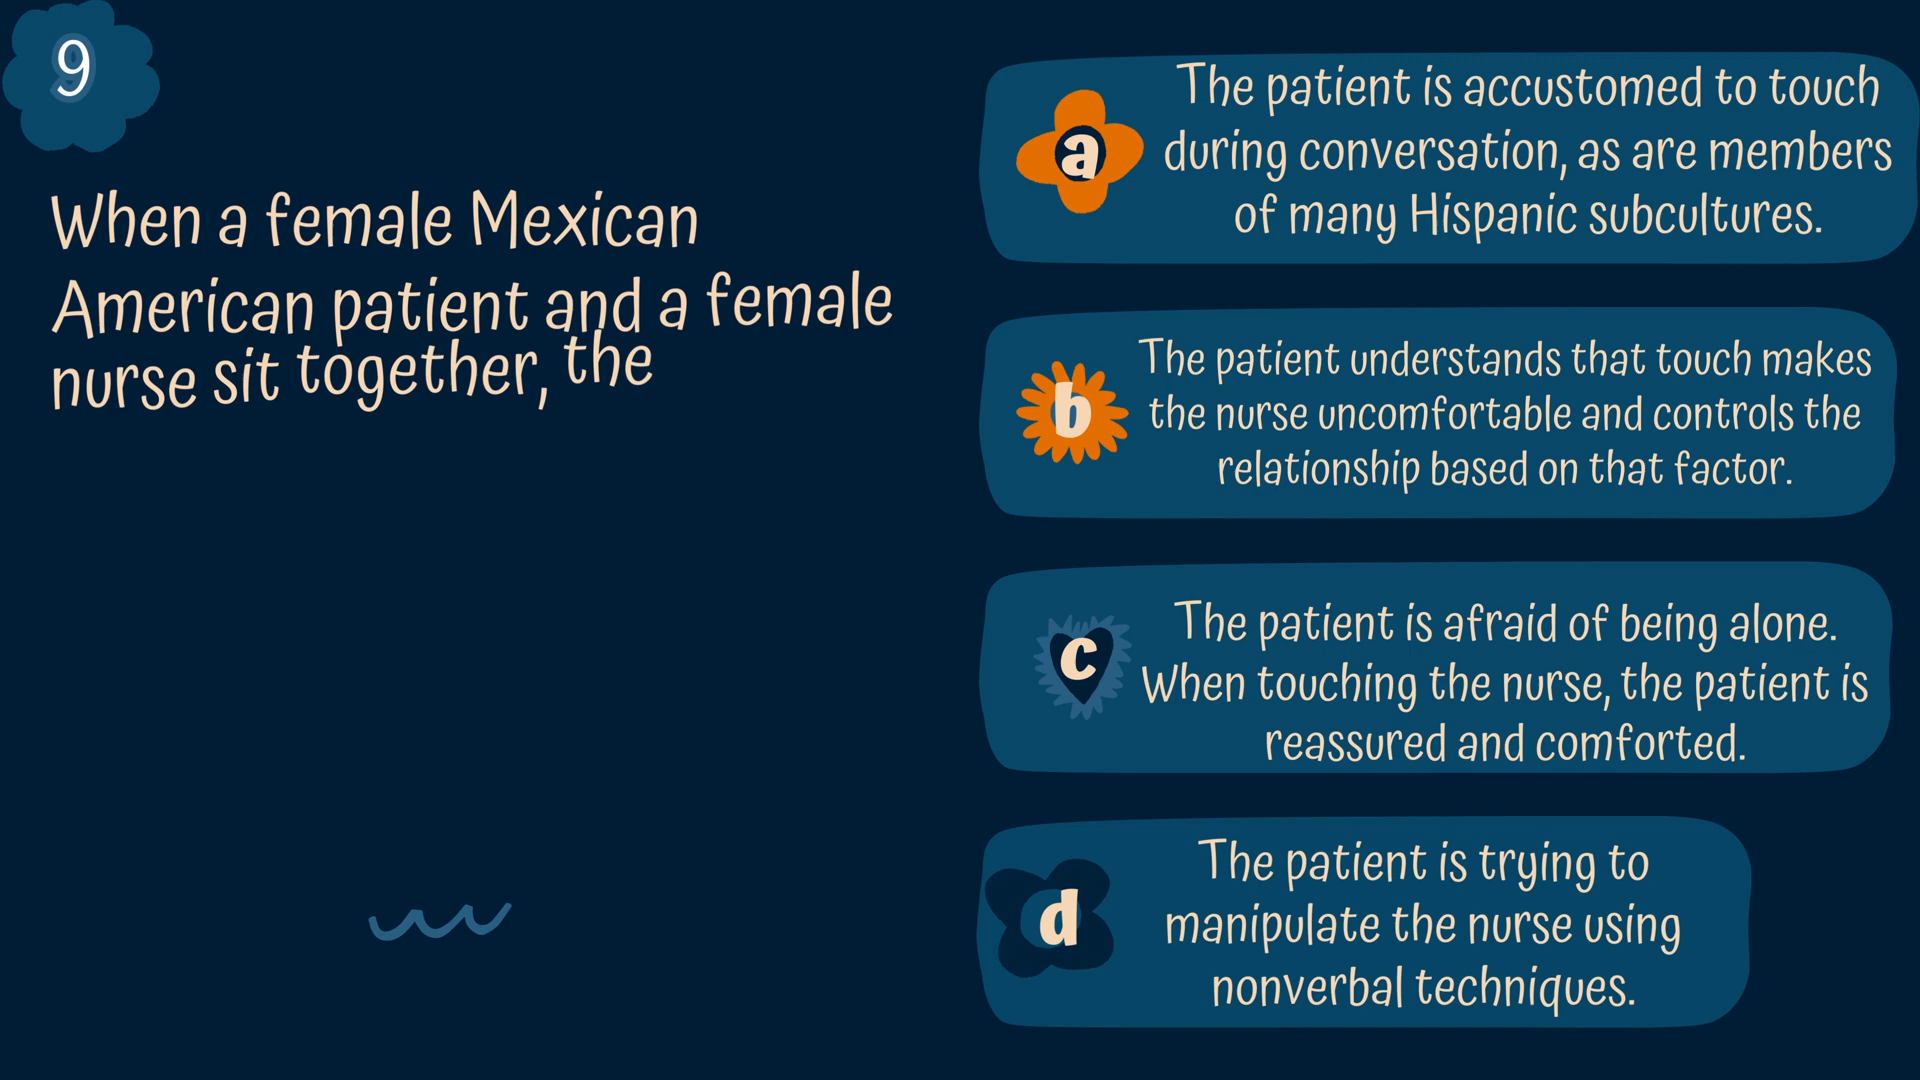 9
When a female Mexican
American patient and a female
nurse sit together, the
a
The patient is accustomed to touch
during conversation, as are members
of many Hispanic subcultures.
b
The patient understands that touch makes
the nurse uncomfortable and controls the
relationship based on that factor.
c
The patient is afraid of being alone.
When touching the nurse, the patient is
reassured and comforted.
d
The patient is trying to
manipulate the nurse using
nonverbal techniques.